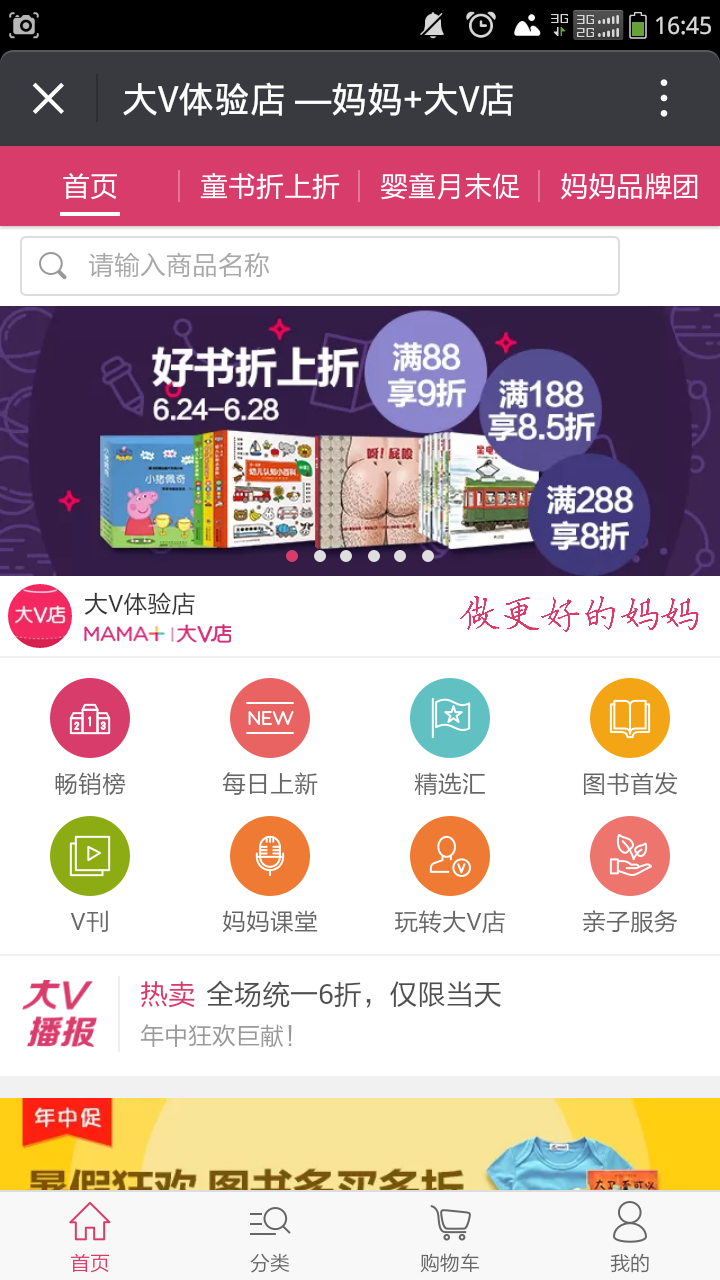 3G
3G
2G
16:45
大V体验店 —妈妈+大V店
首页
童书折上折
婴童月末促
妈妈品牌团
请输入商品名称
好书折上折
6.24-6.28
满88
享9折
满188
享8.5折
满288
享8折
小猪佩奇
小猪佩奇
幼儿认知小百科
呀！屁股
大V店
大V体验店
MAMA+ | 大V店
做更好的妈妈
2 1 3
NEW
畅销榜
每日上新
精选汇
图书首发
V
V刊
妈妈课堂
玩转大V店
亲子服务
大V
播报
热卖 全场统一6折，仅限当天
年中狂欢巨献！
年中促
暑假狂欢 图书多买多折
首页
分类
购物车
我的